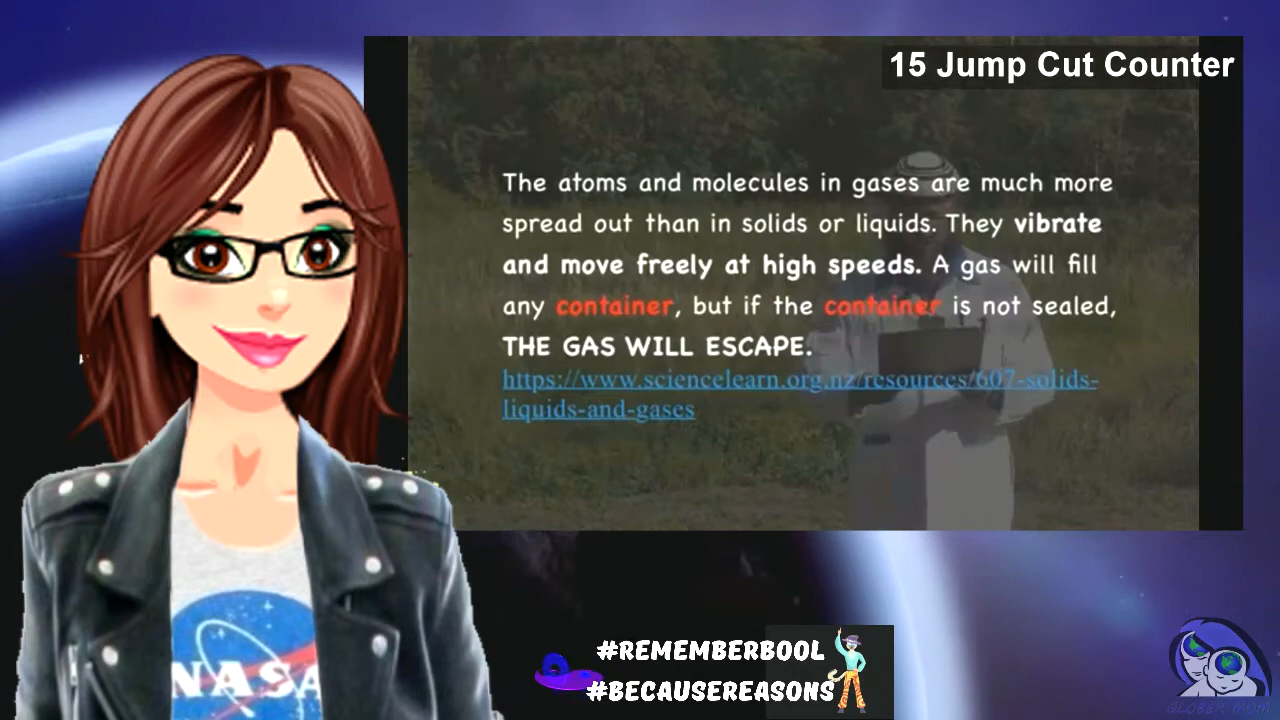 15 Jump Cut Counter
The atoms and molecules in gases are much more
spread out than in solids or liquids. They vibrate
and move freely at high speeds. A gas will fill
any container, but if the container is not sealed,
THE GAS WILL ESCAPE.
https://www.sciencelearn.org.nz/resources/607-solids-
liquids-and-gases
NASA
#REMEMBERBOOL
#BECAUSEREASONS
GLOBER MOM